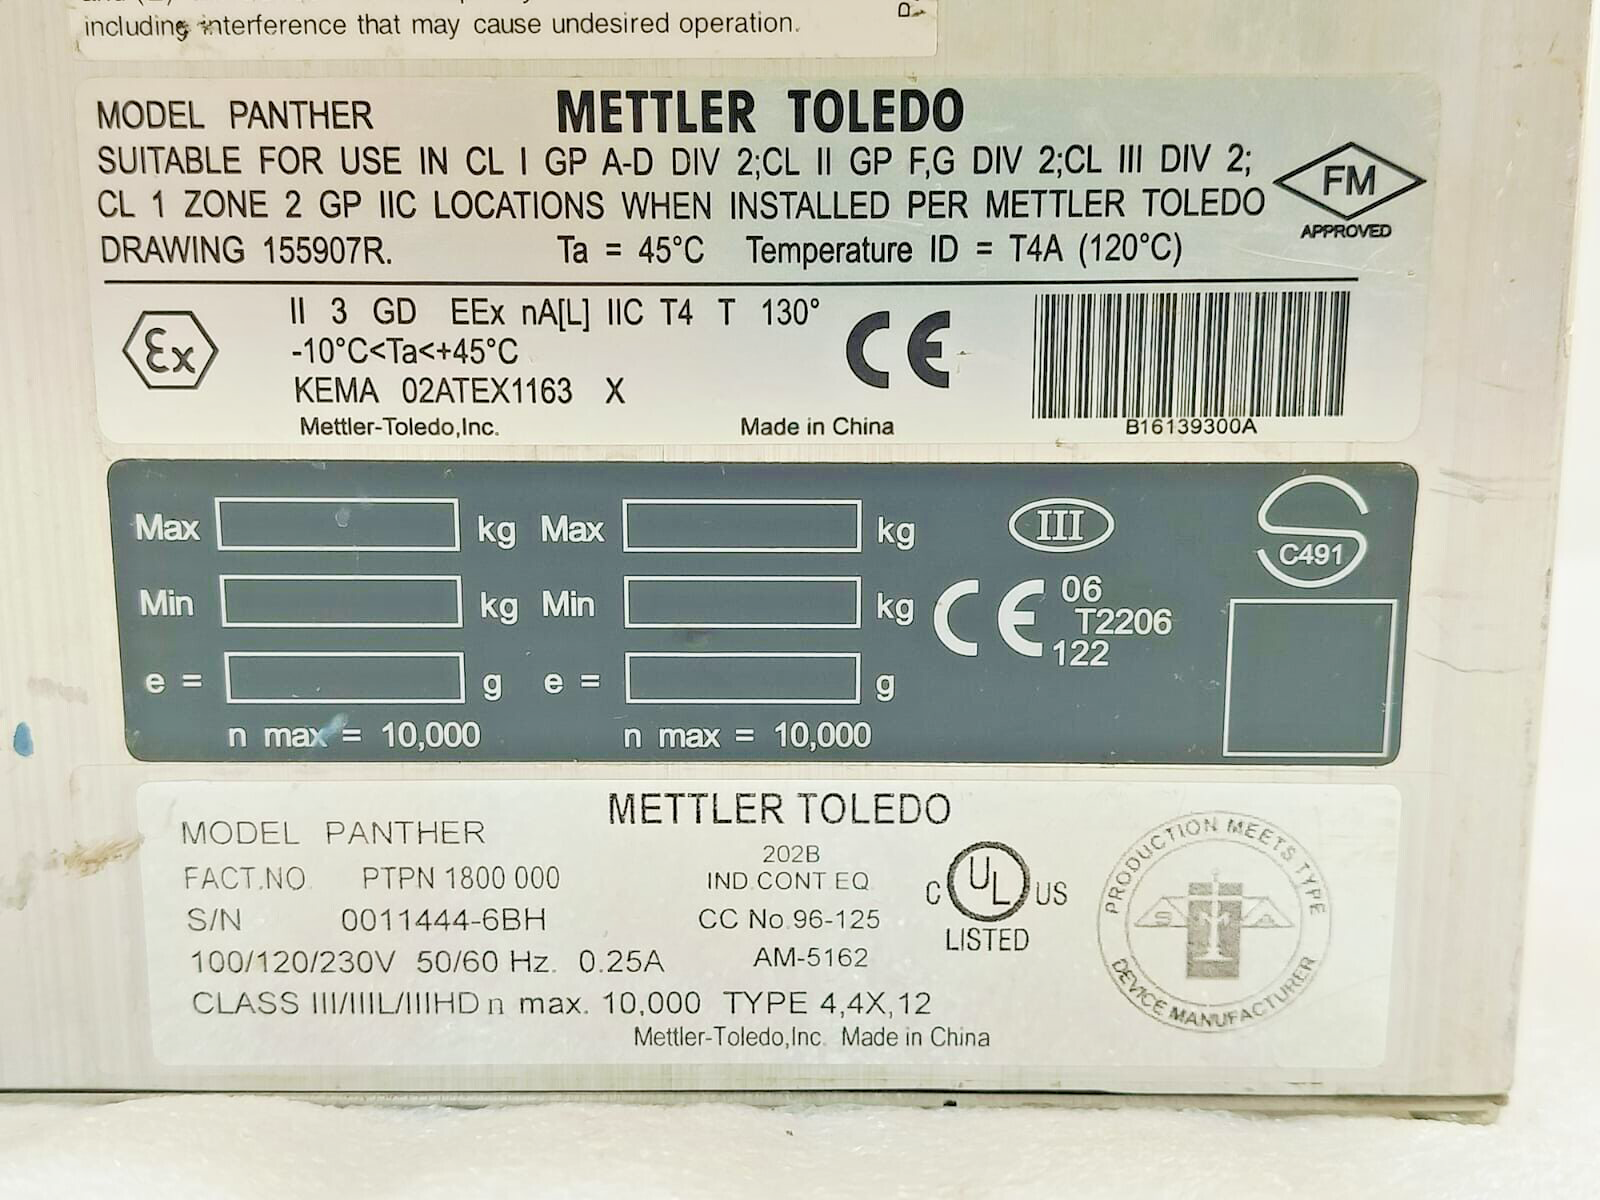 including interference that may cause undesired operation.
MODEL PANTHER METTLER TOLEDO
SUITABLE FOR USE IN CL I GP A-D DIV 2;CL II GP F,G DIV 2;CL III DIV 2;
CL 1 ZONE 2 GP IIC LOCATIONS WHEN INSTALLED PER METTLER TOLEDO
DRAWING 155907R. Ta = 45°C Temperature ID = T4A (120°C)
FM
APPROVED
Ex
II 3 GD EEx nA[L] IIC T4 T 130°
-10°C<Ta<+45°C
KEMA 02ATEX1163 X
Mettler-Toledo,Inc. Made in China
CE
B16139300A
Max kg Max kg
Min kg Min kg
e = g e = g
n max = 10,000 n max = 10,000
III
CE 06
T2206
122
S
C491
METTLER TOLEDO
MODEL PANTHER
FACT.NO. PTPN 1800 000
S/N 0011444-6BH
100/120/230V 50/60 Hz. 0.25A
CLASS III/IIIL/IIIHD n max. 10,000 TYPE 4,4X,12
Mettler-Toledo,Inc. Made in China
202B
IND.CONT.EQ.
CC No.96-125
AM-5162
C UL US
LISTED
PRODUCTION MEETS TYPE
SMA
DEVICE MANUFACTURER